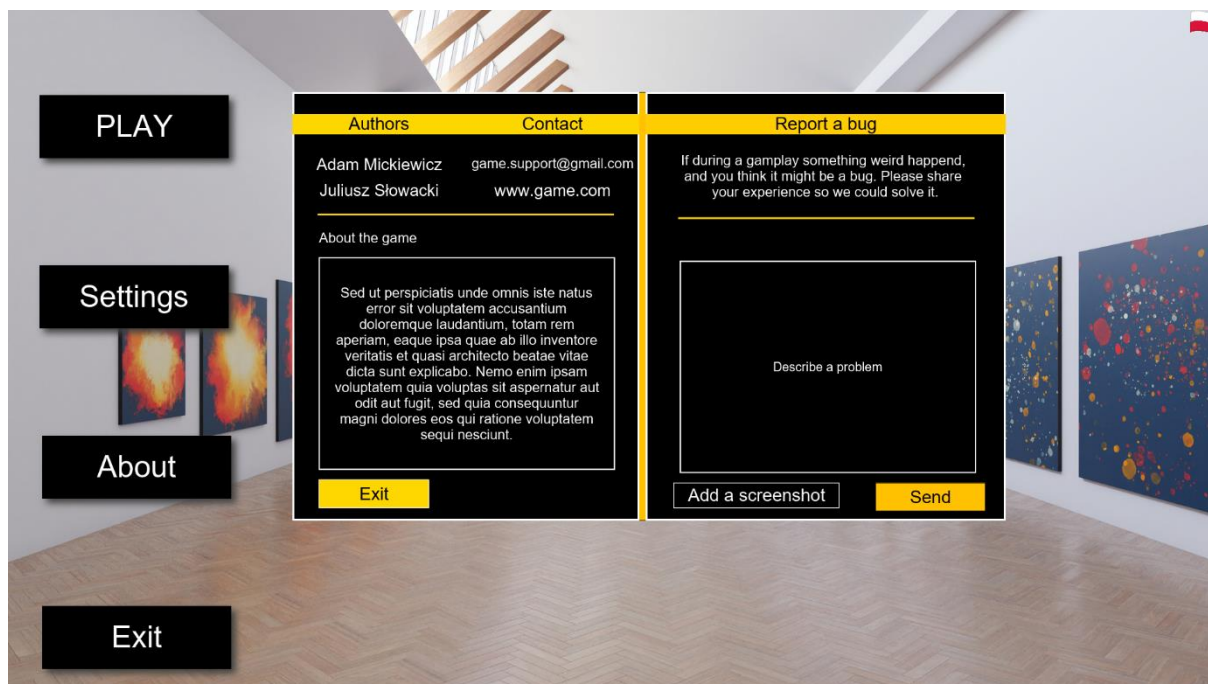 PLAY
Settings
About
Exit
Authors
Contact
Adam Mickiewicz
game.support@gmail.com
Juliusz Słowacki
www.game.com
About the game
Sed ut perspiciatis unde omnis iste natus
error sit voluptatem accusantium
doloremque laudantium, totam rem
aperiam, eaque ipsa quae ab illo inventore
veritatis et quasi architecto beatae vitae
dicta sunt explicabo. Nemo enim ipsam
voluptatem quia voluptas sit aspernatur aut
odit aut fugit, sed quia consequuntur
magni dolores eos qui ratione voluptatem
sequi nesciunt.
Exit
Report a bug
If during a gamplay something weird happend,
and you think it might be a bug. Please share
your experience so we could solve it.
Describe a problem
Add a screenshot
Send